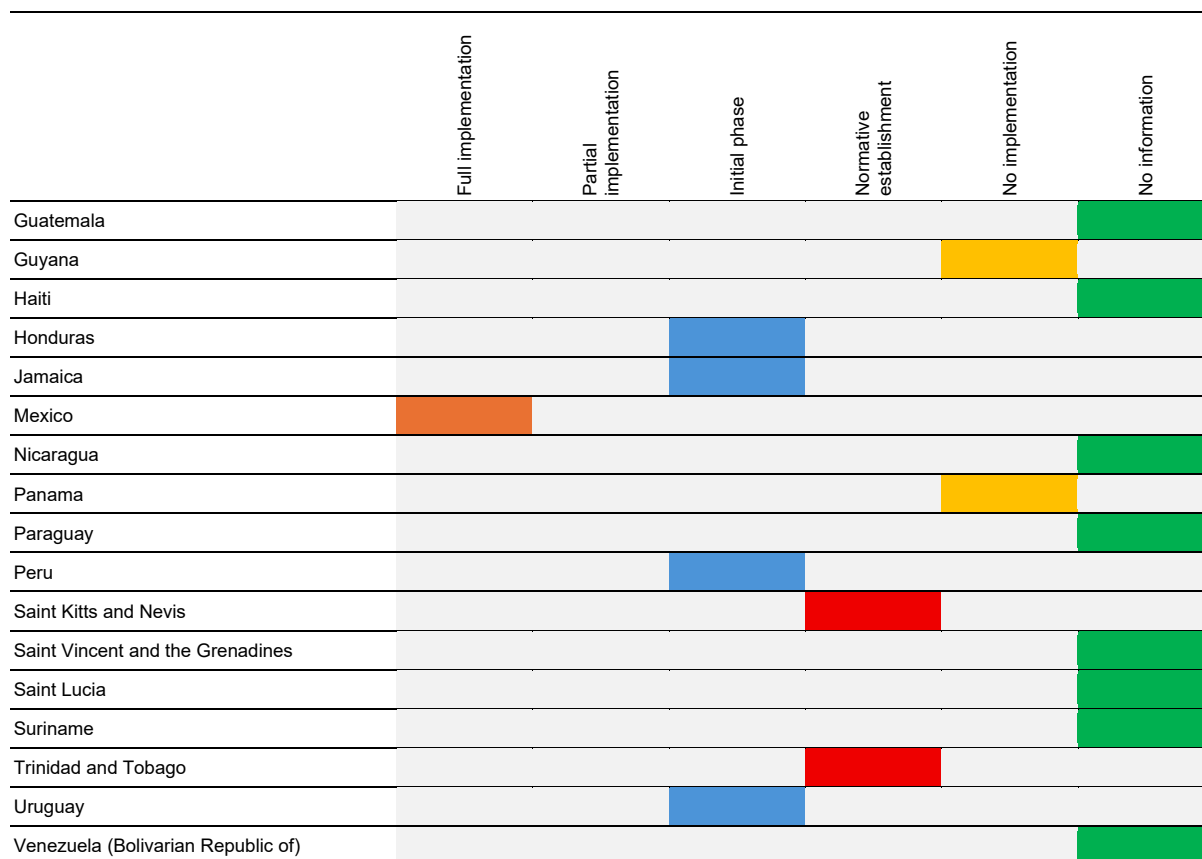 Full implementation
Partial
implementation
Initial phase
Normative
establishment
No implementation
No information
Guatemala
Guyana
Haiti
Honduras
Jamaica
Mexico
Nicaragua
Panama
Paraguay
Peru
Saint Kitts and Nevis
Saint Vincent and the Grenadines
Saint Lucia
Suriname
Trinidad and Tobago
Uruguay
Venezuela (Bolivarian Republic of)